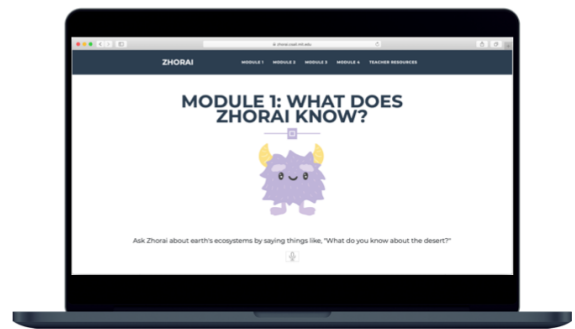 zhorai.csail.mit.edu
ZHORAI MODULE 1 MODULE 2 MODULE 3 MODULE 4 TEACHER RESOURCES
MODULE 1: WHAT DOES
ZHORAI KNOW?
Ask Zhorai about earth's ecosystems by saying things like, "What do you know about the desert?"